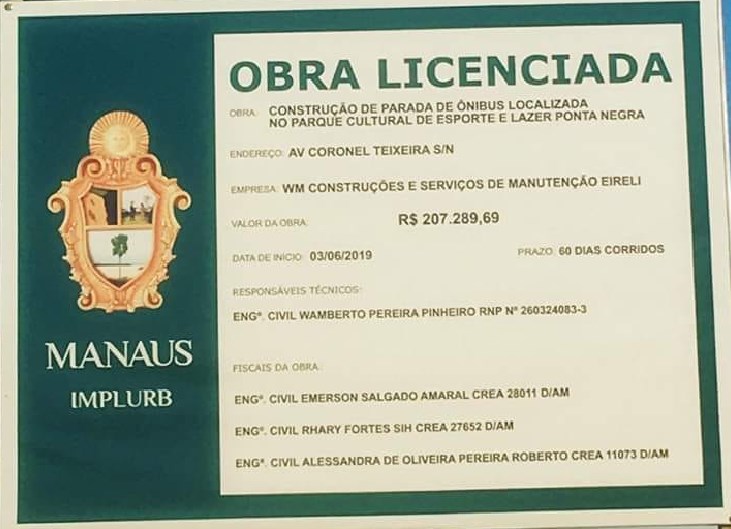 OBRA LICENCIADA
OBRA: CONSTRUÇÃO DE PARADA DE ÔNIBUS LOCALIZADA
NO PARQUE CULTURAL DE ESPORTE E LAZER PONTA NEGRA
ENDEREÇO: AV CORONEL TEIXEIRA S/N
EMPRESA: WM CONSTRUÇÕES E SERVIÇOS DE MANUTENÇÃO EIRELI
VALOR DA OBRA: R$ 207.289,69
DATA DE INÍCIO: 03/06/2019 PRAZO: 60 DIAS CORRIDOS
RESPONSÁVEIS TÉCNICOS:
ENGº. CIVIL WAMBERTO PEREIRA PINHEIRO RNP Nº 260324083-3
FISCAIS DA OBRA:
ENGº. CIVIL EMERSON SALGADO AMARAL CREA 28011 D/AM
ENGº. CIVIL RHARY FORTES SIH CREA 27652 D/AM
ENGª. CIVIL ALESSANDRA DE OLIVEIRA PEREIRA ROBERTO CREA 11073 D/AM
MANAUS
IMPLURB